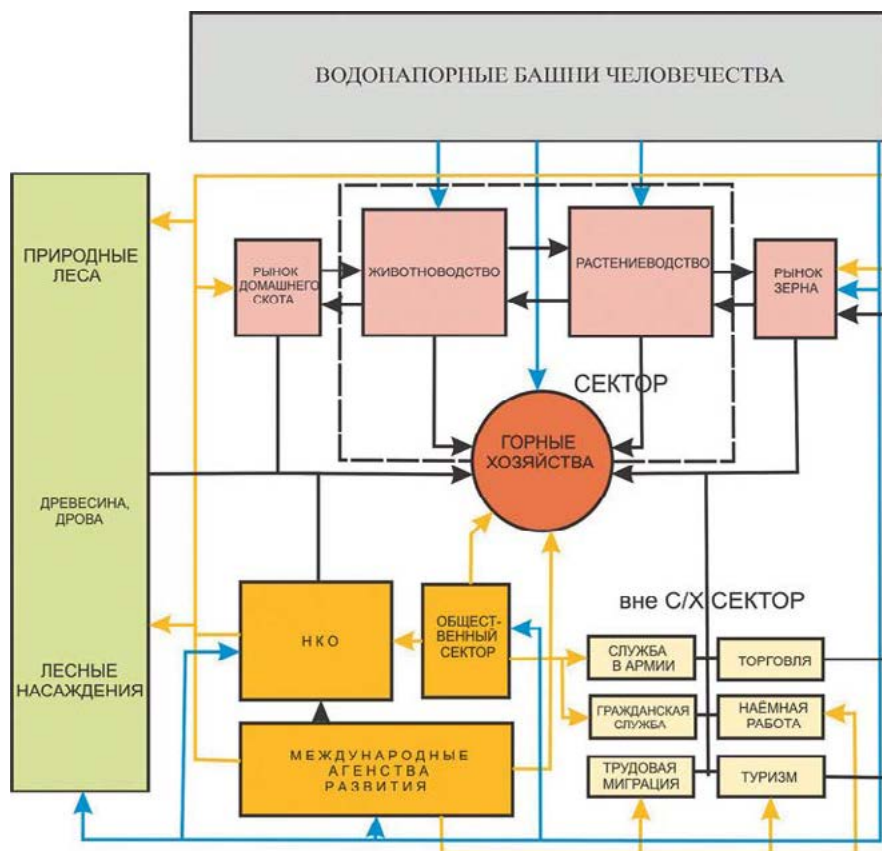 ВОДОНАПОРНЫЕ БАШНИ ЧЕЛОВЕЧЕСТВА
ПРИРОДНЫЕ
ЛЕСА
РЫНОК
ДОМАШНЕГО
СКОТА
ЖИВОТНОВОДСТВО
РАСТЕНИЕВОДСТВО
РЫНОК
ЗЕРНА
СЕКТОР
ГОРНЫЕ
ХОЗЯЙСТВА
ДРЕВЕСИНА,
ДРОВА
ЛЕСНЫЕ
НАСАЖДЕНИЯ
НКО
ОБЩЕСТ-
ВЕННЫЙ
СЕКТОР
МЕЖДУНАРОДНЫЕ
АГЕНСТВА
РАЗВИТИЯ
вне С/Х СЕКТОР
СЛУЖБА
В АРМИИ
ТОРГОВЛЯ
ГРАЖДАНСКАЯ
СЛУЖБА
НАЁМНАЯ
РАБОТА
ТРУДОВАЯ
МИГРАЦИЯ
ТУРИЗМ